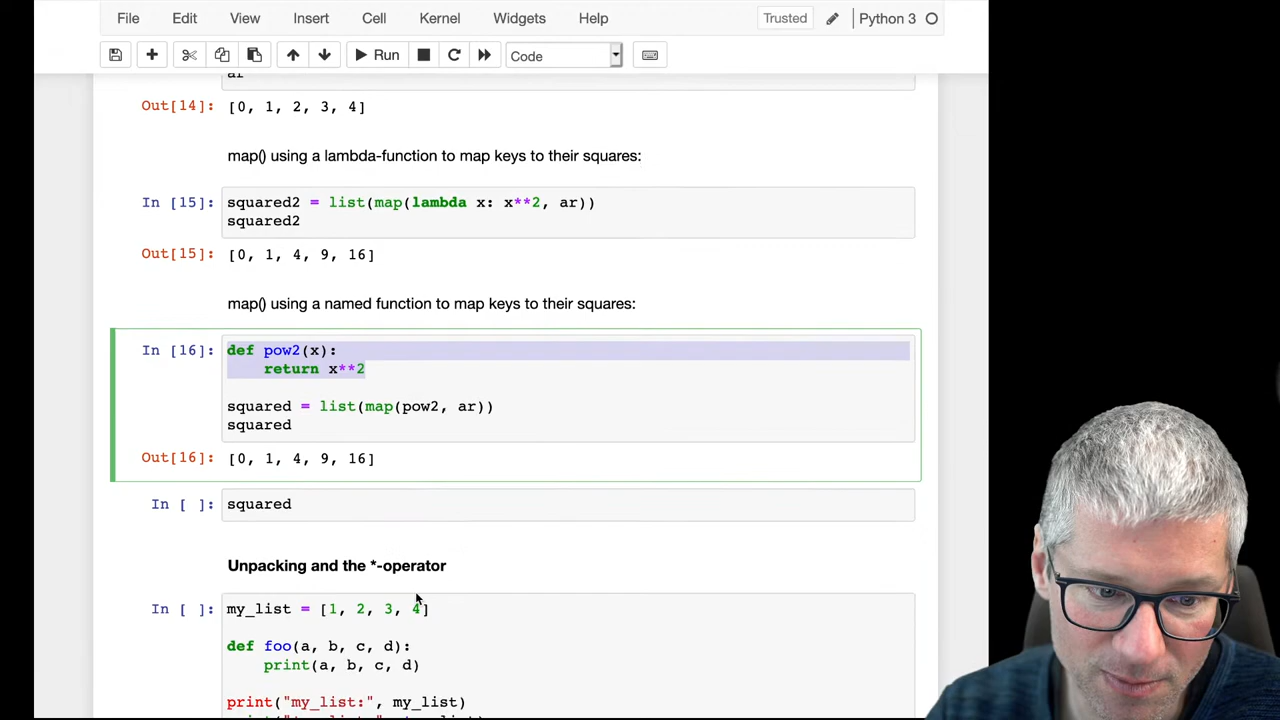 File Edit View Insert Cell Kernel Widgets Help Trusted Python 3
Run Code
ar
Out[14]: [0, 1, 2, 3, 4]
map() using a lambda-function to map keys to their squares:
In [15]: squared2 = list(map(lambda x: x**2, ar))
squared2
Out[15]: [0, 1, 4, 9, 16]
map() using a named function to map keys to their squares:
In [16]: def pow2(x):
return x**2
squared = list(map(pow2, ar))
squared
Out[16]: [0, 1, 4, 9, 16]
In [ ]: squared
Unpacking and the *-operator
In [ ]: my_list = [1, 2, 3, 4]
def foo(a, b, c, d):
print(a, b, c, d)
print("my_list:", my_list)